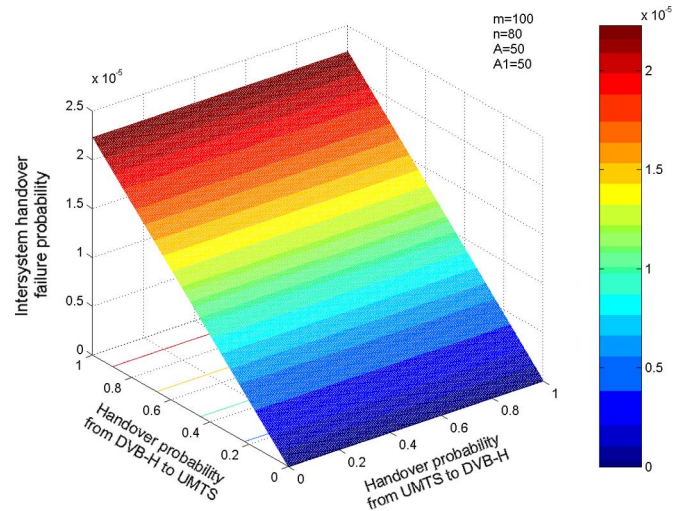 m=100
n=80
A=50
A1=50
x 10-5
x 10-5
2.5
2
1.5
1
0.5
0
Intersystem handover
failure probability
1
0.8
0.6
0.4
0.2
0
Handover probability
from DVB-H to UMTS
0
0.2
0.4
0.6
0.8
1
Handover probability
from UMTS to DVB-H
2
1.5
1
0.5
0